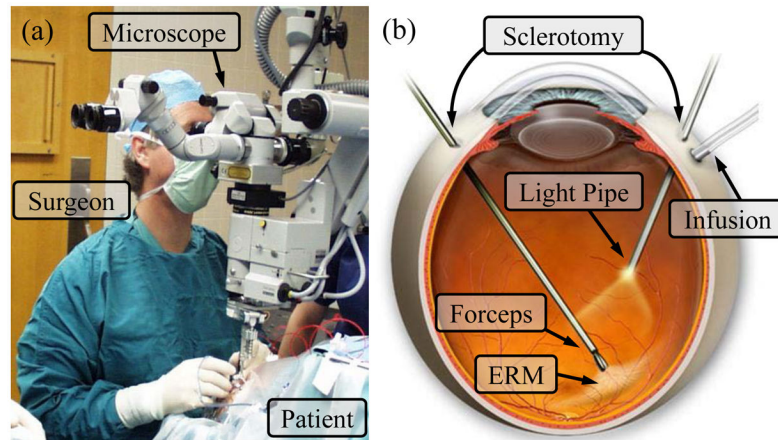 (a)
Microscope
Surgeon
Patient
(b)
Sclerotomy
Light Pipe
Infusion
Forceps
ERM